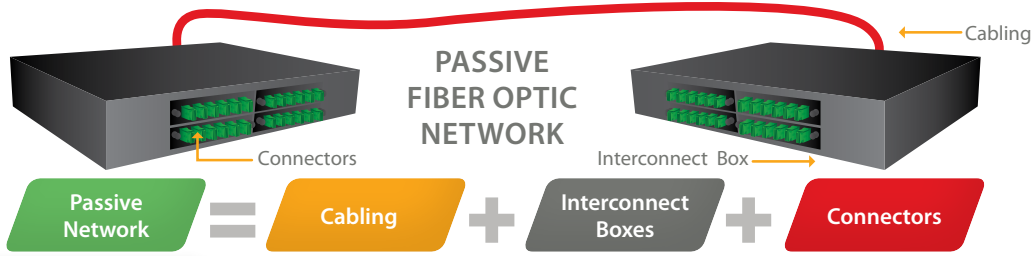 Cabling
PASSIVE
FIBER OPTIC
NETWORK
Connectors
Interconnect Box
Passive
Network
=
Cabling
+
Interconnect
Boxes
+
Connectors